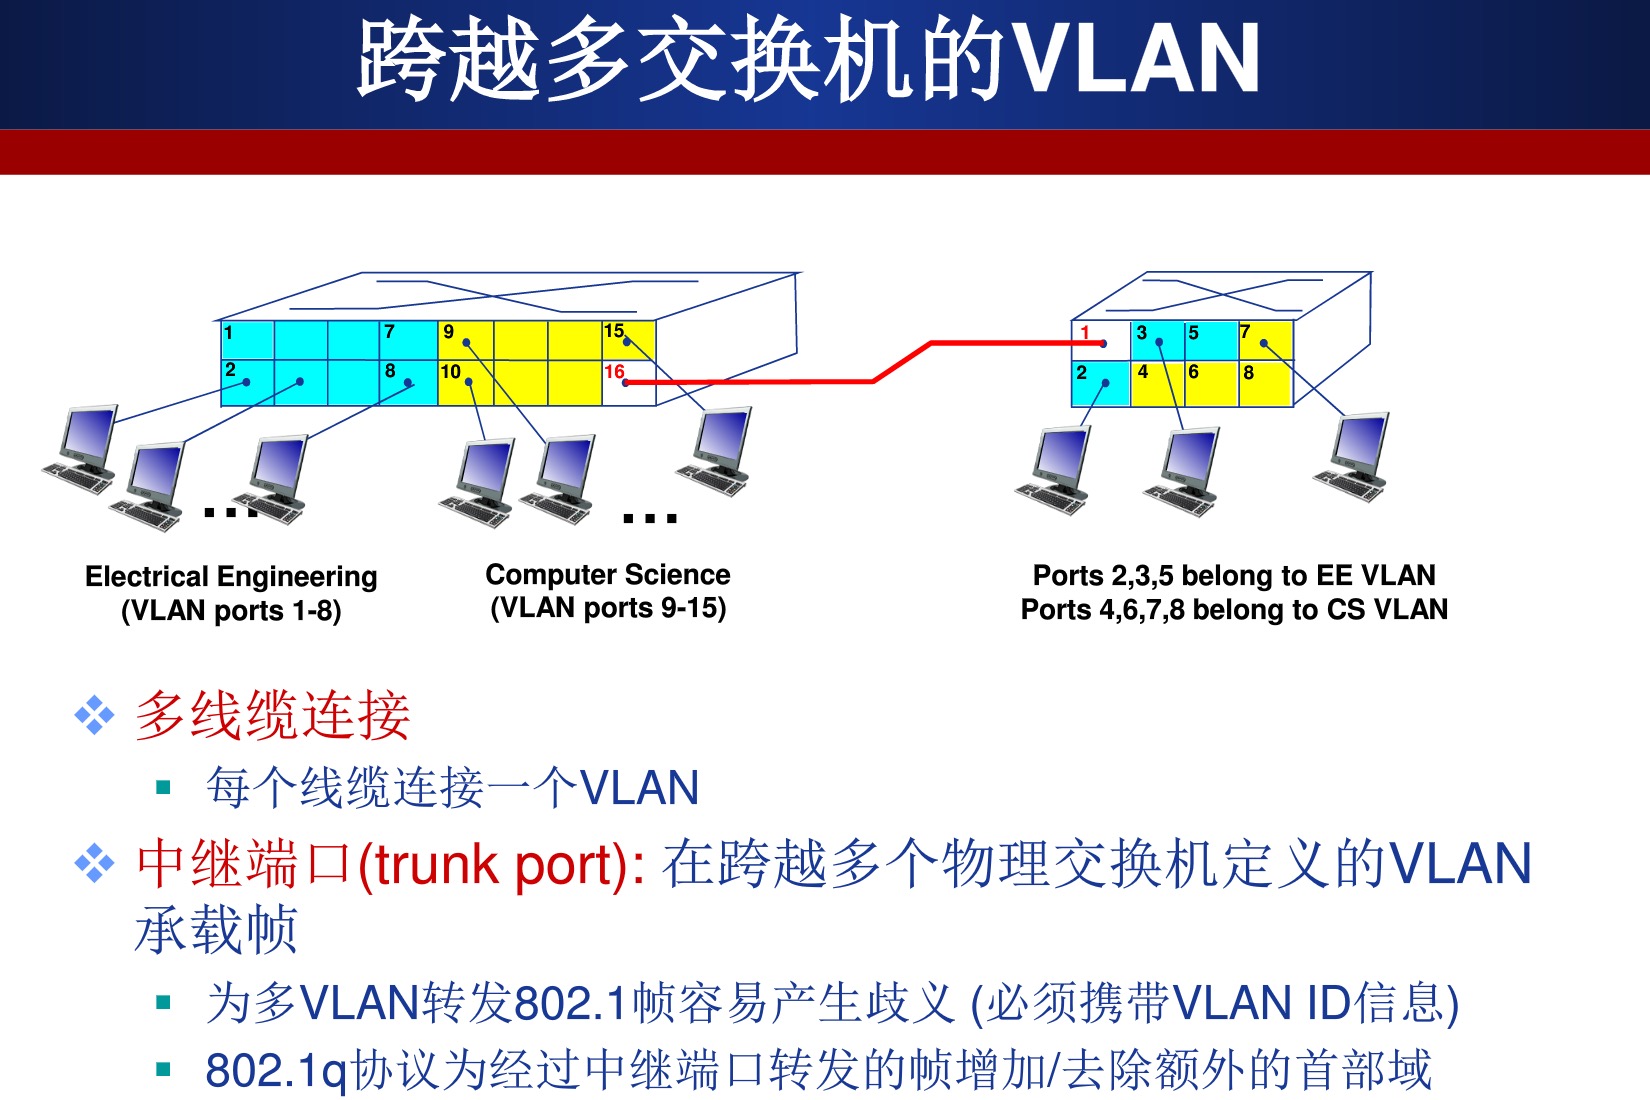 跨越多交换机的VLAN
1 7 9 15
2 8 10 16
1 3 5 7
2 4 6 8
...
...
Electrical Engineering
(VLAN ports 1-8)
Computer Science
(VLAN ports 9-15)
Ports 2,3,5 belong to EE VLAN
Ports 4,6,7,8 belong to CS VLAN
多线缆连接
每个线缆连接一个VLAN
中继端口(trunk port): 在跨越多个物理交换机定义的VLAN
承载帧
为多VLAN转发802.1帧容易产生歧义 (必须携带VLAN ID信息)
802.1q协议为经过中继端口转发的帧增加/去除额外的首部域